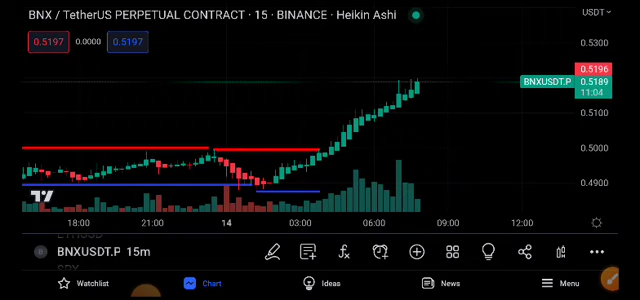 BNX / TetherUS PERPETUAL CONTRACT · 15 · BINANCE · Heikin Ashi
USDT
0.5197 0.0000 0.5197
0.5300
0.5196
BNXUSDT.P 0.5189
11:04
0.5100
0.5000
0.4900
18:00 21:00 14 03:00 06:00 09:00 12:00
BNXUSDT.P 15m
Watchlist Chart Ideas News Menu